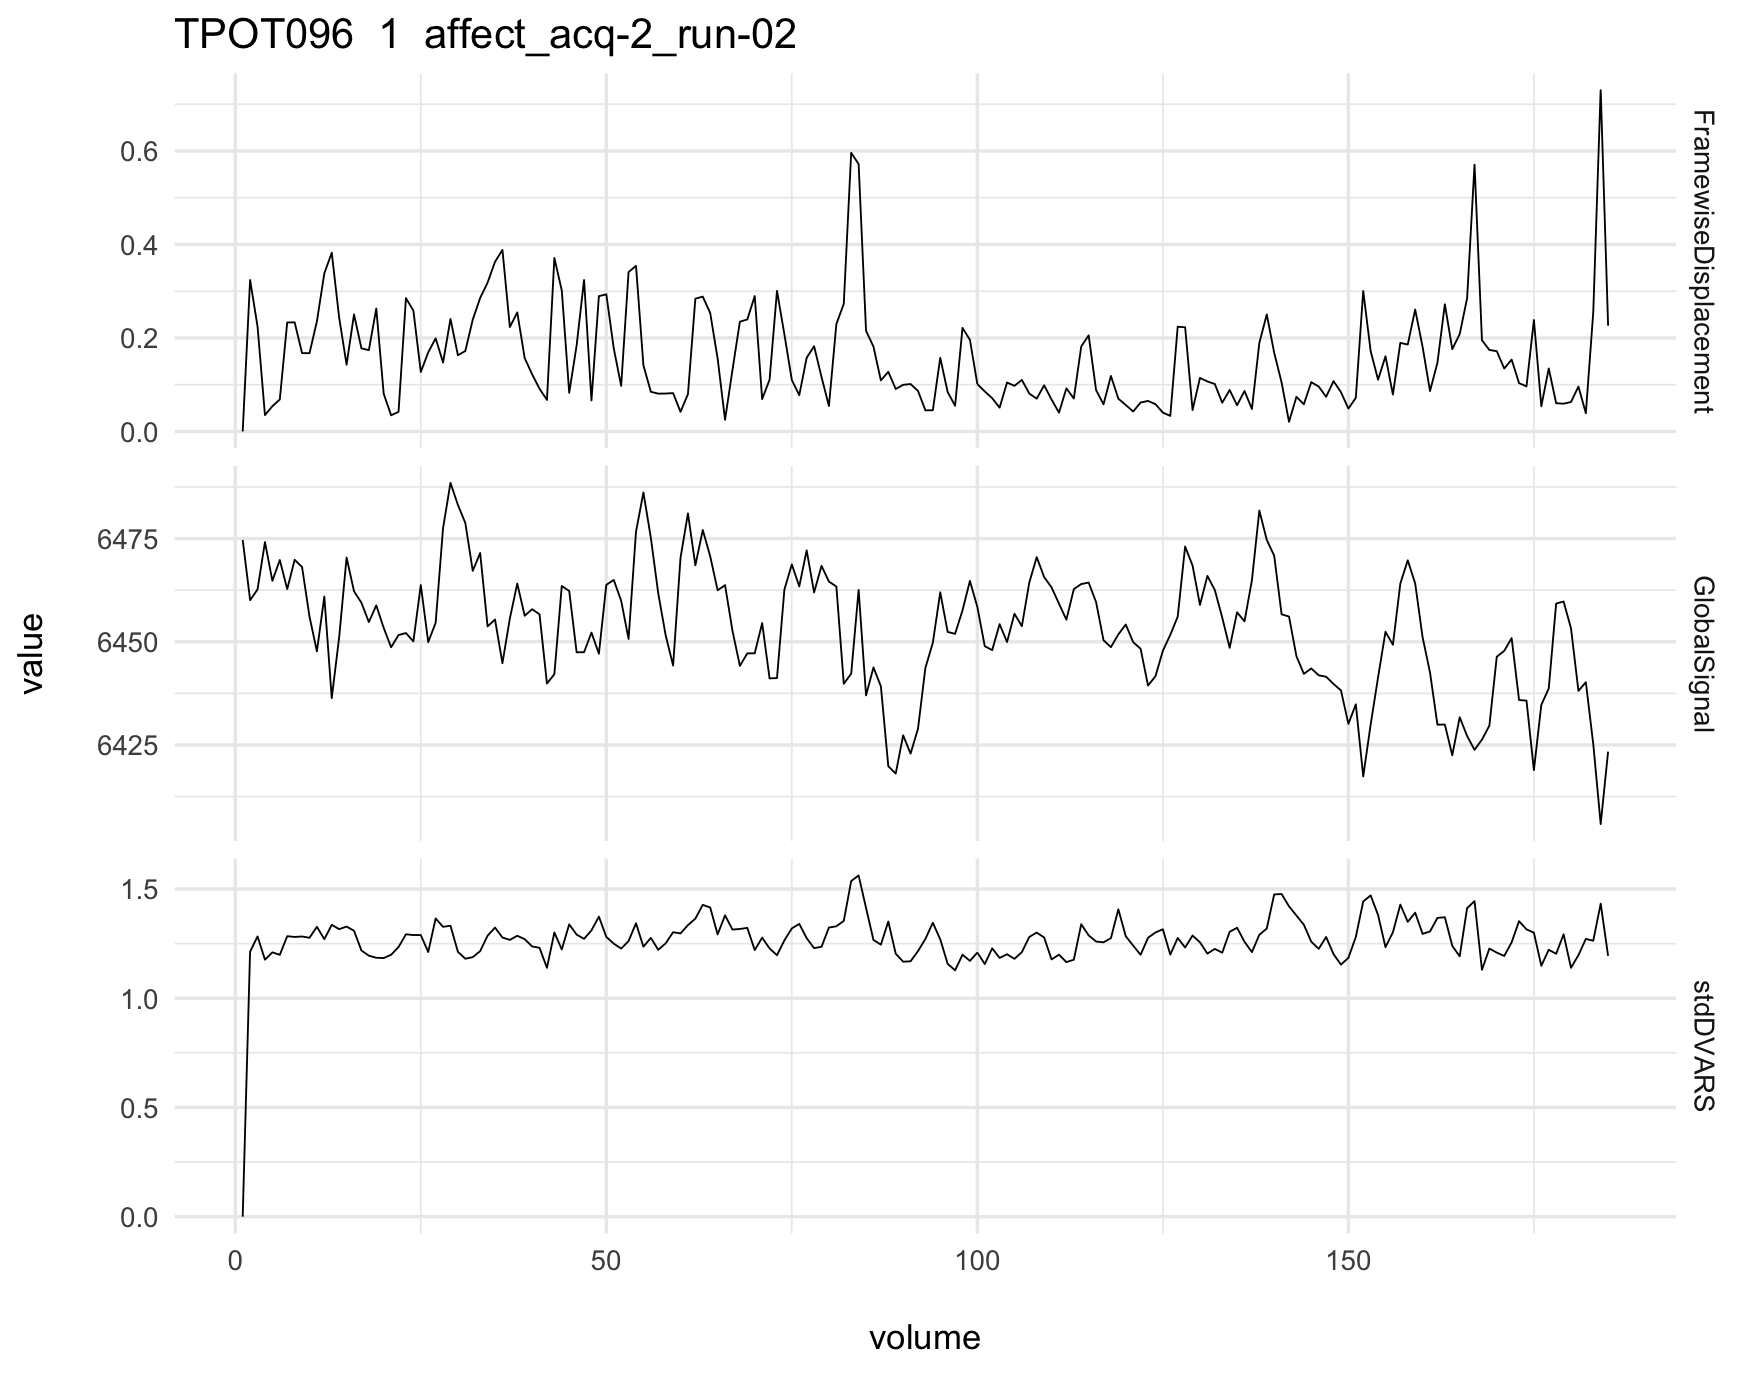 TPOT096 1 affect_acq-2_run-02
value
0.6
0.4
0.2
0.0
FramewiseDisplacement
6475
6450
6425
GlobalSignal
1.5
1.0
0.5
0.0
stdDVARS
0 50 100 150
volume